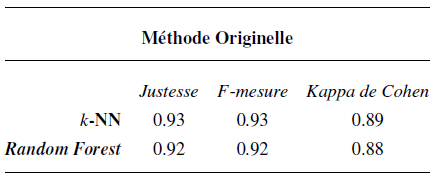 Méthode Originelle
Justesse F-mesure Kappa de Cohen
k-NN 0.93 0.93 0.89
Random Forest 0.92 0.92 0.88